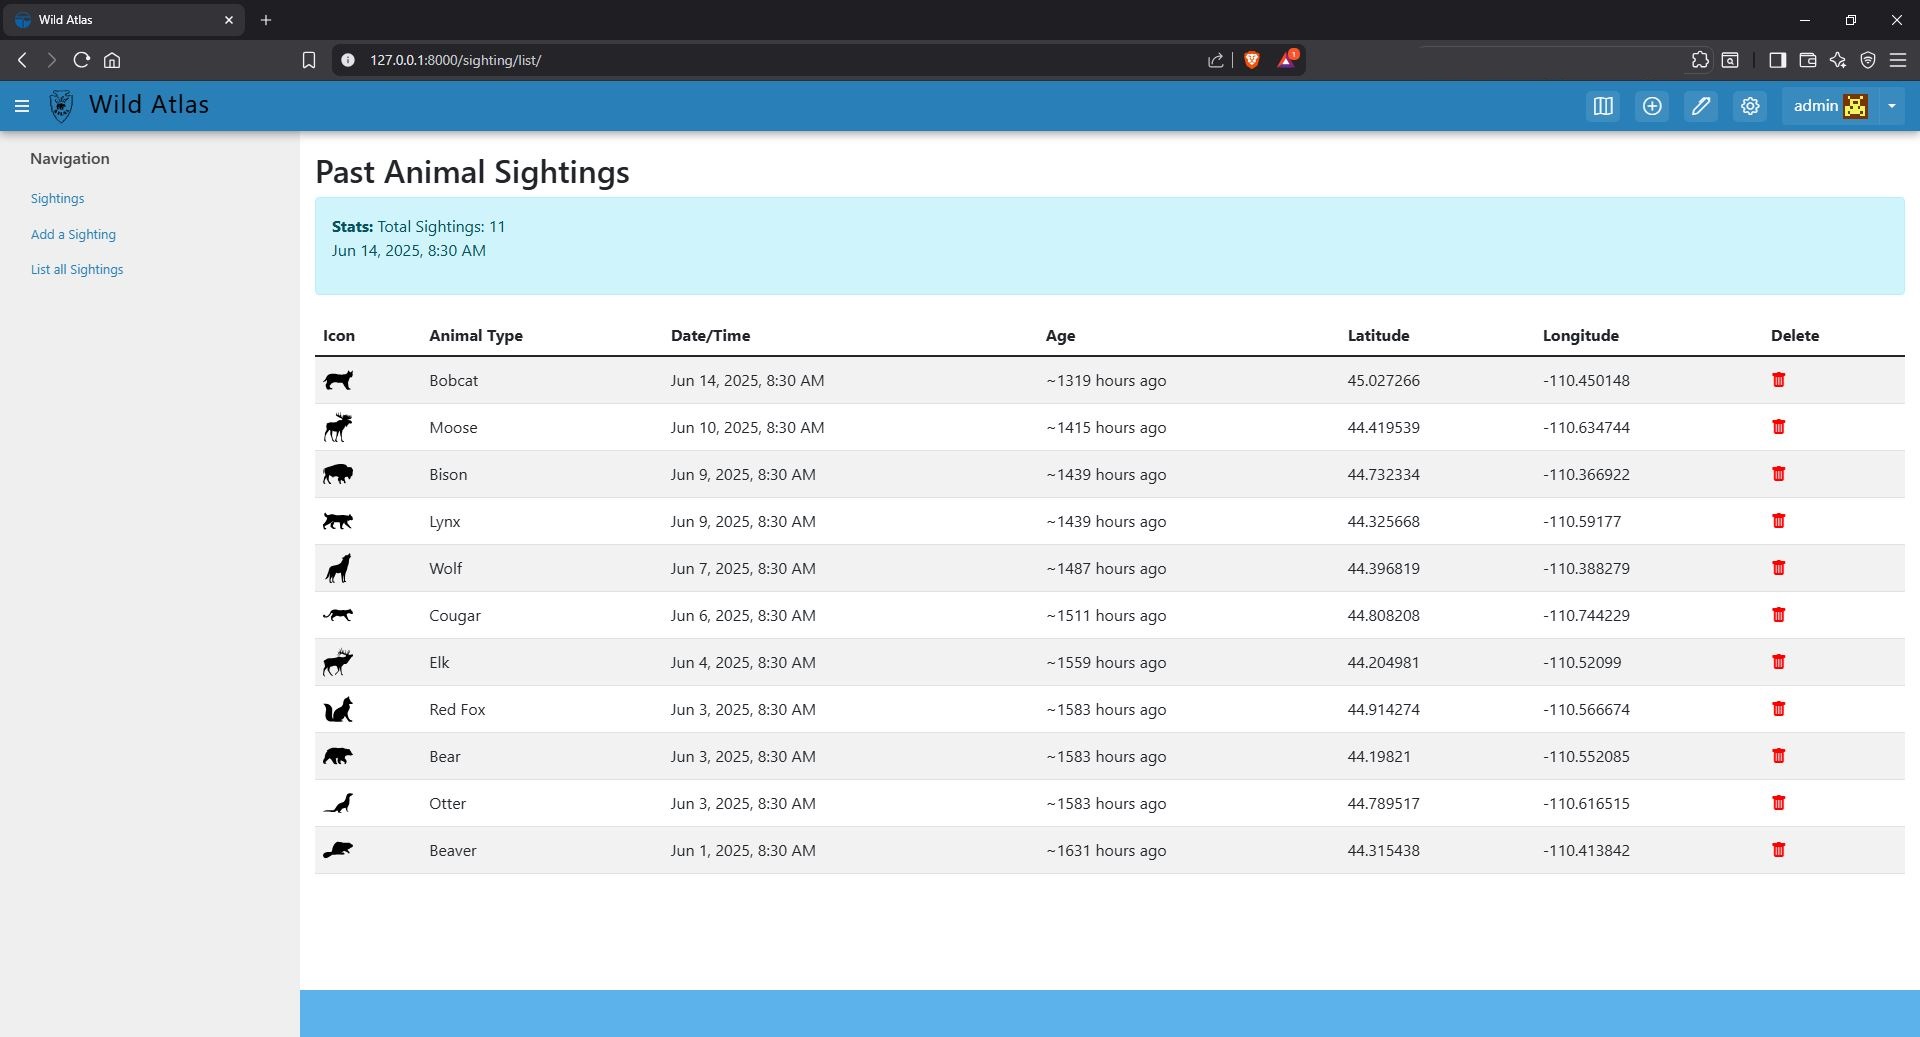 Wild Atlas
127.0.0.1:8000/sighting/list/
1
Wild Atlas
admin
Navigation
Sightings
Add a Sighting
List all Sightings
Past Animal Sightings
Stats: Total Sightings: 11
Jun 14, 2025, 8:30 AM
Icon Animal Type Date/Time Age Latitude Longitude Delete
Bobcat Jun 14, 2025, 8:30 AM ~1319 hours ago 45.027266 -110.450148
Moose Jun 10, 2025, 8:30 AM ~1415 hours ago 44.419539 -110.634744
Bison Jun 9, 2025, 8:30 AM ~1439 hours ago 44.732334 -110.366922
Lynx Jun 9, 2025, 8:30 AM ~1439 hours ago 44.325668 -110.59177
Wolf Jun 7, 2025, 8:30 AM ~1487 hours ago 44.396819 -110.388279
Cougar Jun 6, 2025, 8:30 AM ~1511 hours ago 44.808208 -110.744229
Elk Jun 4, 2025, 8:30 AM ~1559 hours ago 44.204981 -110.52099
Red Fox Jun 3, 2025, 8:30 AM ~1583 hours ago 44.914274 -110.566674
Bear Jun 3, 2025, 8:30 AM ~1583 hours ago 44.19821 -110.552085
Otter Jun 3, 2025, 8:30 AM ~1583 hours ago 44.789517 -110.616515
Beaver Jun 1, 2025, 8:30 AM ~1631 hours ago 44.315438 -110.413842